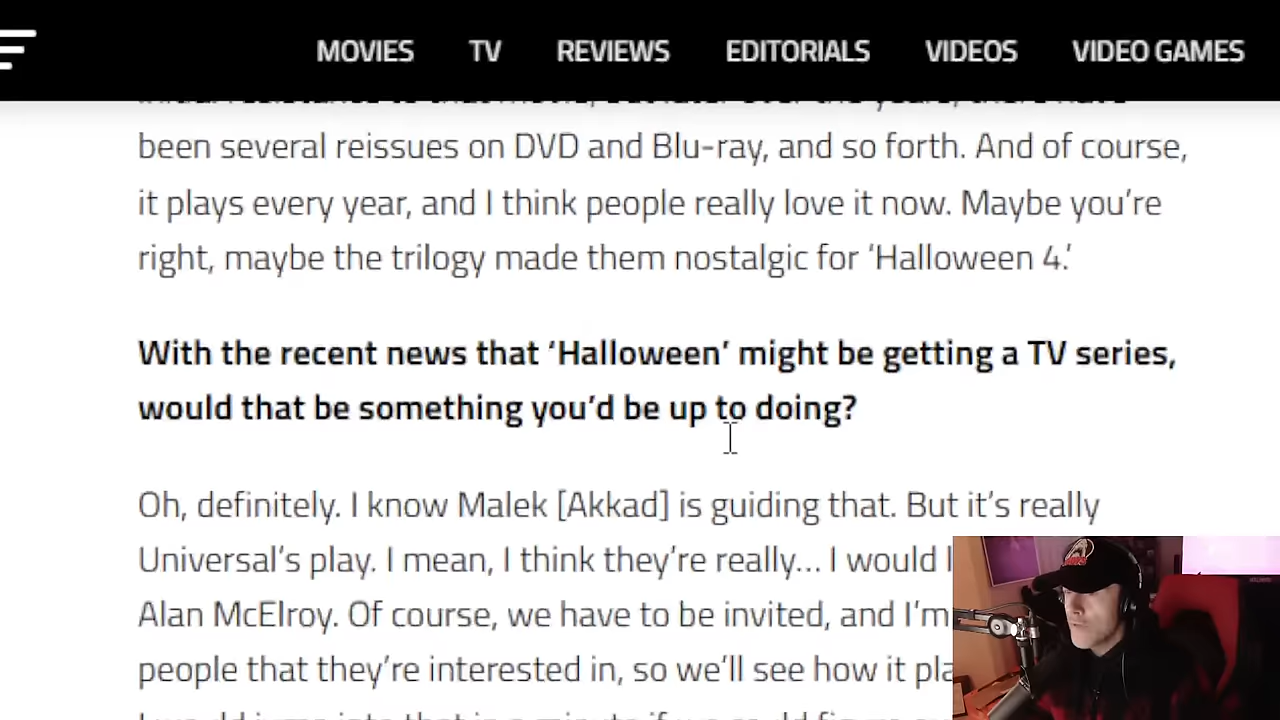 MOVIES TV REVIEWS EDITORIALS VIDEOS VIDEO GAMES
been several reissues on DVD and Blu-ray, and so forth. And of course,
it plays every year, and I think people really love it now. Maybe you’re
right, maybe the trilogy made them nostalgic for ‘Halloween 4.’
With the recent news that ‘Halloween’ might be getting a TV series,
would that be something you’d be up to doing?
Oh, definitely. I know Malek [Akkad] is guiding that. But it’s really
Universal’s play. I mean, I think they’re really… I would
Alan McElroy. Of course, we have to be invited, and I’m
people that they’re interested in, so we’ll see how it